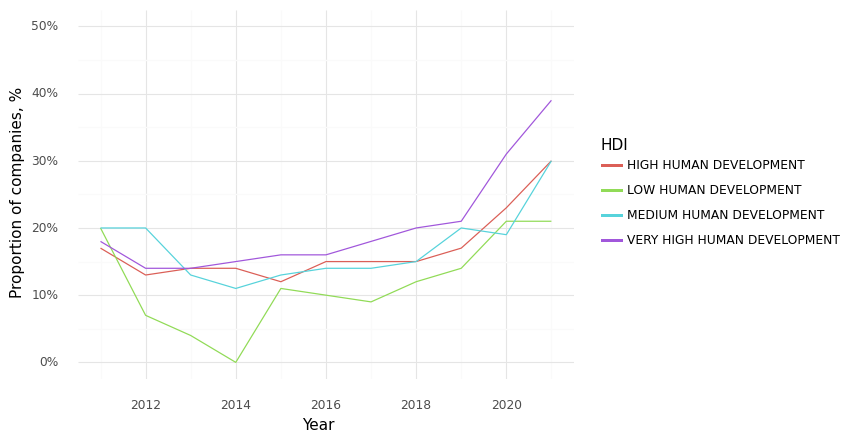 50%
40%
30%
20%
10%
0%
Proportion of companies, %
2012 2014 2016 2018 2020
Year
HDI
HIGH HUMAN DEVELOPMENT
LOW HUMAN DEVELOPMENT
MEDIUM HUMAN DEVELOPMENT
VERY HIGH HUMAN DEVELOPMENT